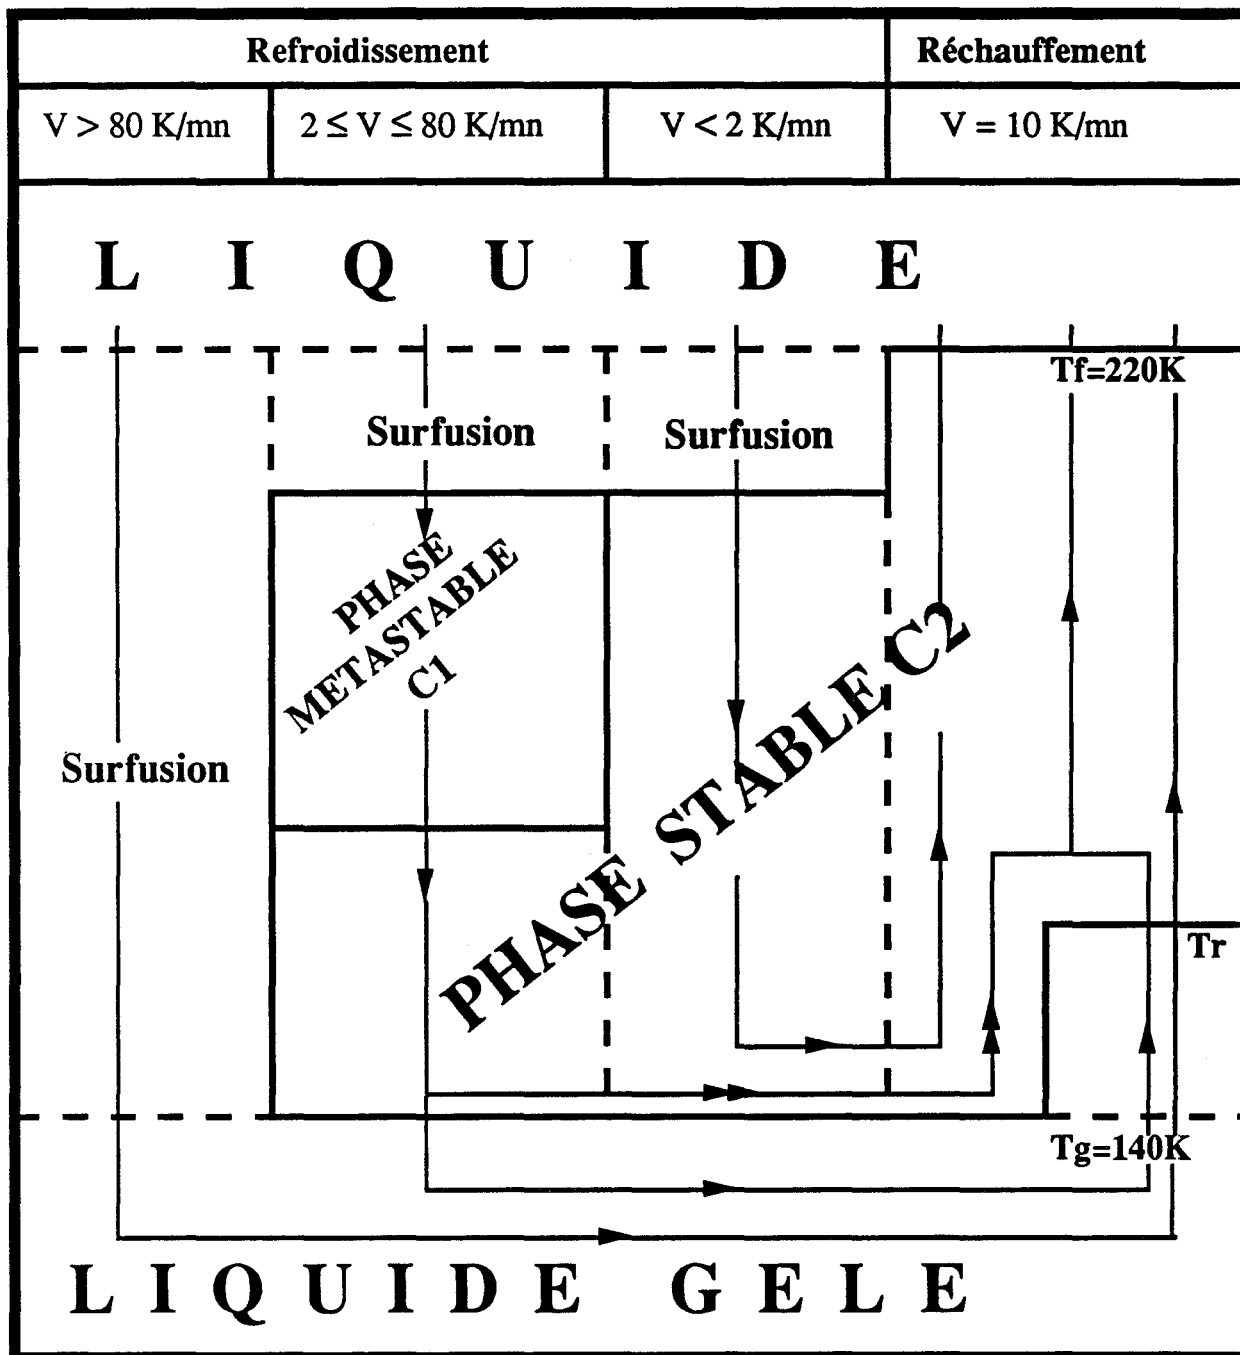 Refroidissement
Réchauffement
V > 80 K/mn
2 ≤ V ≤ 80 K/mn
V < 2 K/mn
V = 10 K/mn
L I Q U I D E
Tf=220K
Surfusion
Surfusion
PHASE
METASTABLE
C1
PHASE STABLE C2
Surfusion
Tr
Tg=140K
L I Q U I D E G E L E